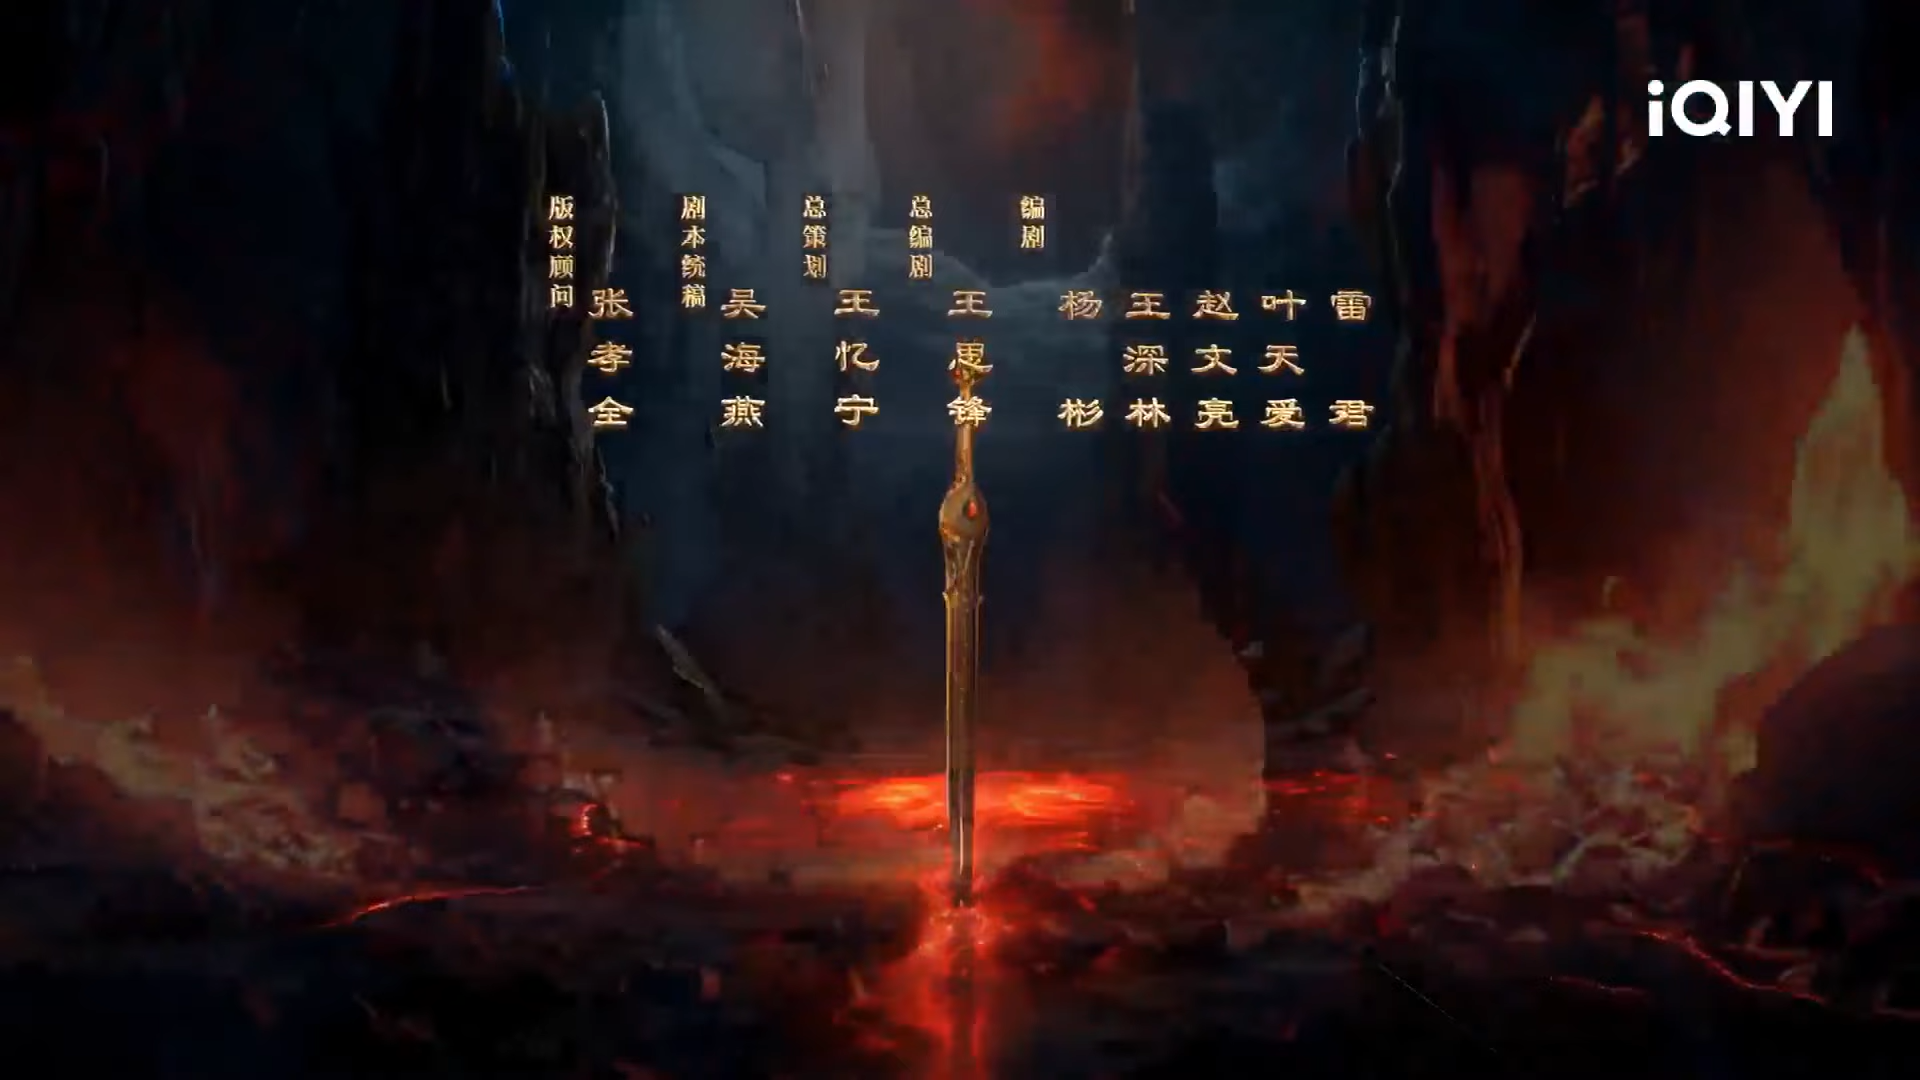 iQIYI
版权顾问
张孝全
剧本统稿
吴海燕
总策划
王忆宁
总编剧
王思锋
编剧
杨彬
王深林
赵文亮
叶天爱
雷君